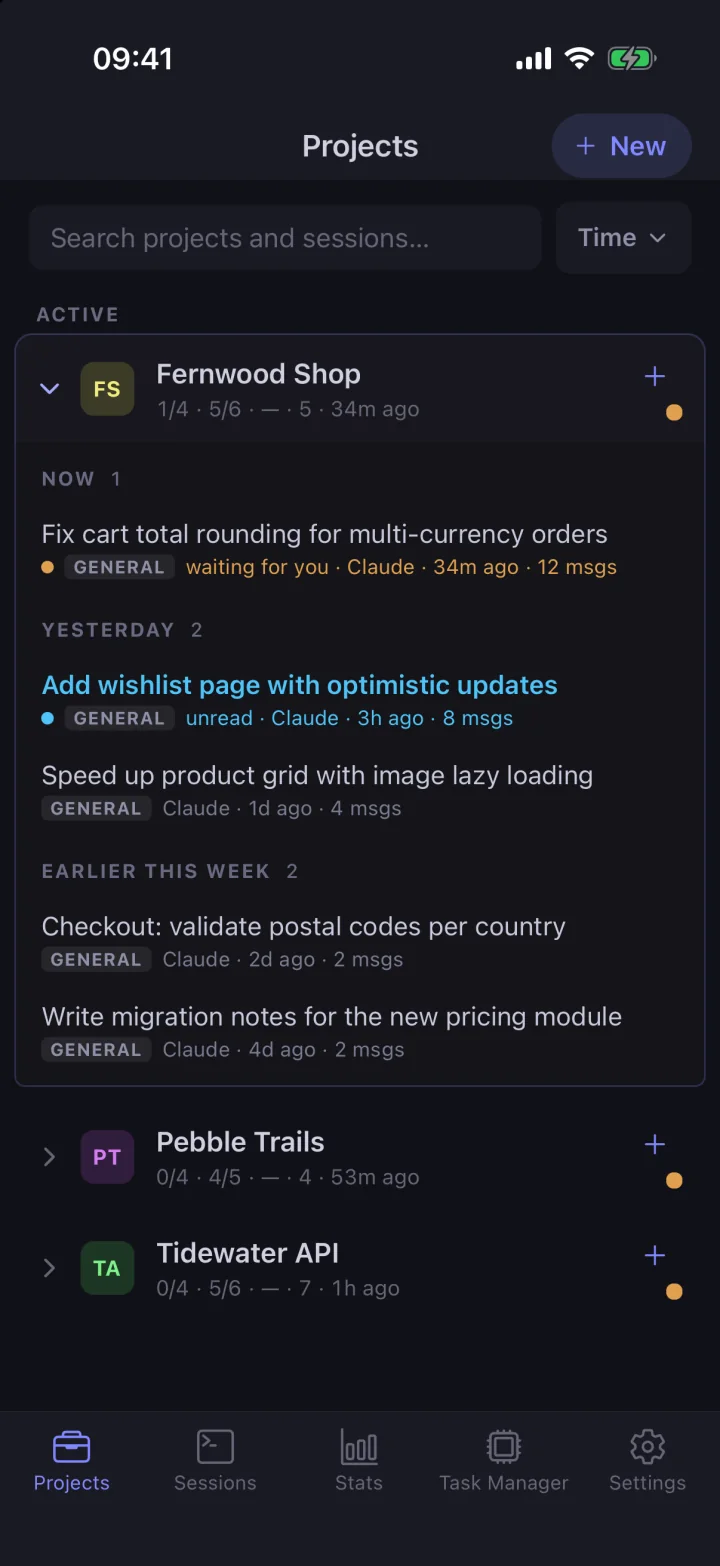 09:41
Projects
+ New
Search projects and sessions...
Time
ACTIVE
FS
Fernwood Shop
1/4 · 5/6 · — · 5 · 34m ago
NOW 1
Fix cart total rounding for multi-currency orders
GENERAL waiting for you · Claude · 34m ago · 12 msgs
YESTERDAY 2
Add wishlist page with optimistic updates
GENERAL unread · Claude · 3h ago · 8 msgs
Speed up product grid with image lazy loading
GENERAL Claude · 1d ago · 4 msgs
EARLIER THIS WEEK 2
Checkout: validate postal codes per country
GENERAL Claude · 2d ago · 2 msgs
Write migration notes for the new pricing module
GENERAL Claude · 4d ago · 2 msgs
PT
Pebble Trails
0/4 · 4/5 · — · 4 · 53m ago
TA
Tidewater API
0/4 · 5/6 · — · 7 · 1h ago
Projects
Sessions
Stats
Task Manager
Settings